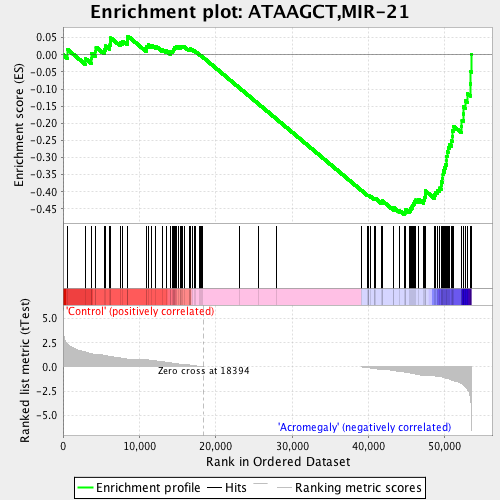 Enrichment plot: ATAAGCT,MIR-21
Enrichment score (ES)
0.05
0.00
-0.05
-0.10
-0.15
-0.20
-0.25
-0.30
-0.35
-0.40
-0.45
'Control' (positively correlated)
Ranked list metric (tTest)
5.0
2.5
0.0
-2.5
-5.0
Zero cross at 18394
'Acromegaly' (negatively correlated)
0
10,000
20,000
30,000
40,000
50,000
Rank in Ordered Dataset
Enrichment profile
Hits
Ranking metric scores